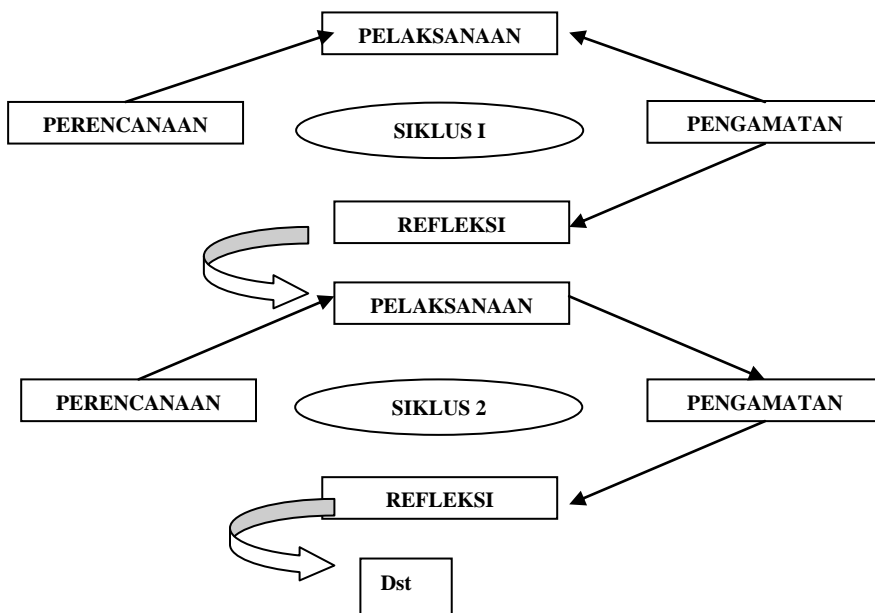 PELAKSANAAN
PERENCANAAN
SIKLUS I
PENGAMATAN
REFLEKSI
PELAKSANAAN
PERENCANAAN
SIKLUS 2
PENGAMATAN
REFLEKSI
Dst